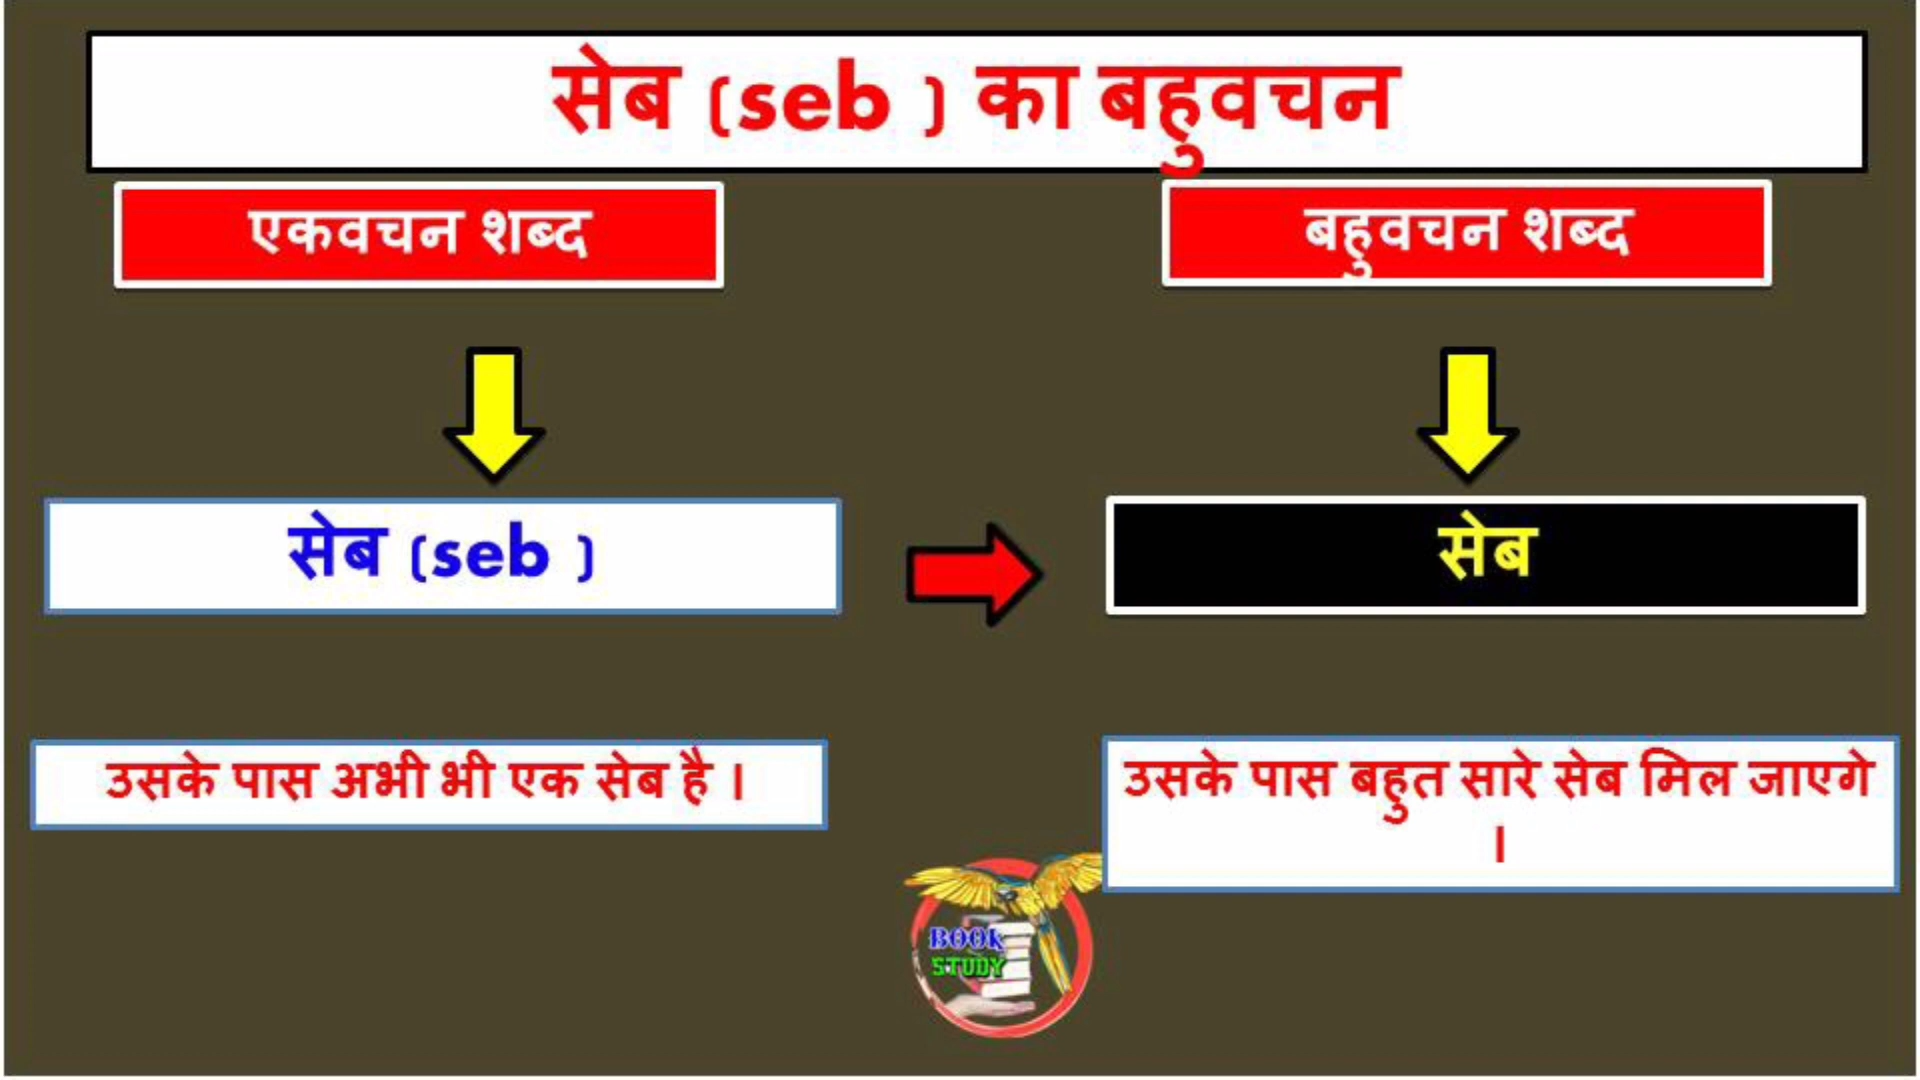 सेब (seb ) का बहुवचन
एकवचन शब्द
बहुवचन शब्द
सेब (seb )
सेब
उसके पास अभी भी एक सेब है ।
उसके पास बहुत सारे सेब मिल जाएगे
।
BOOK
STUDY